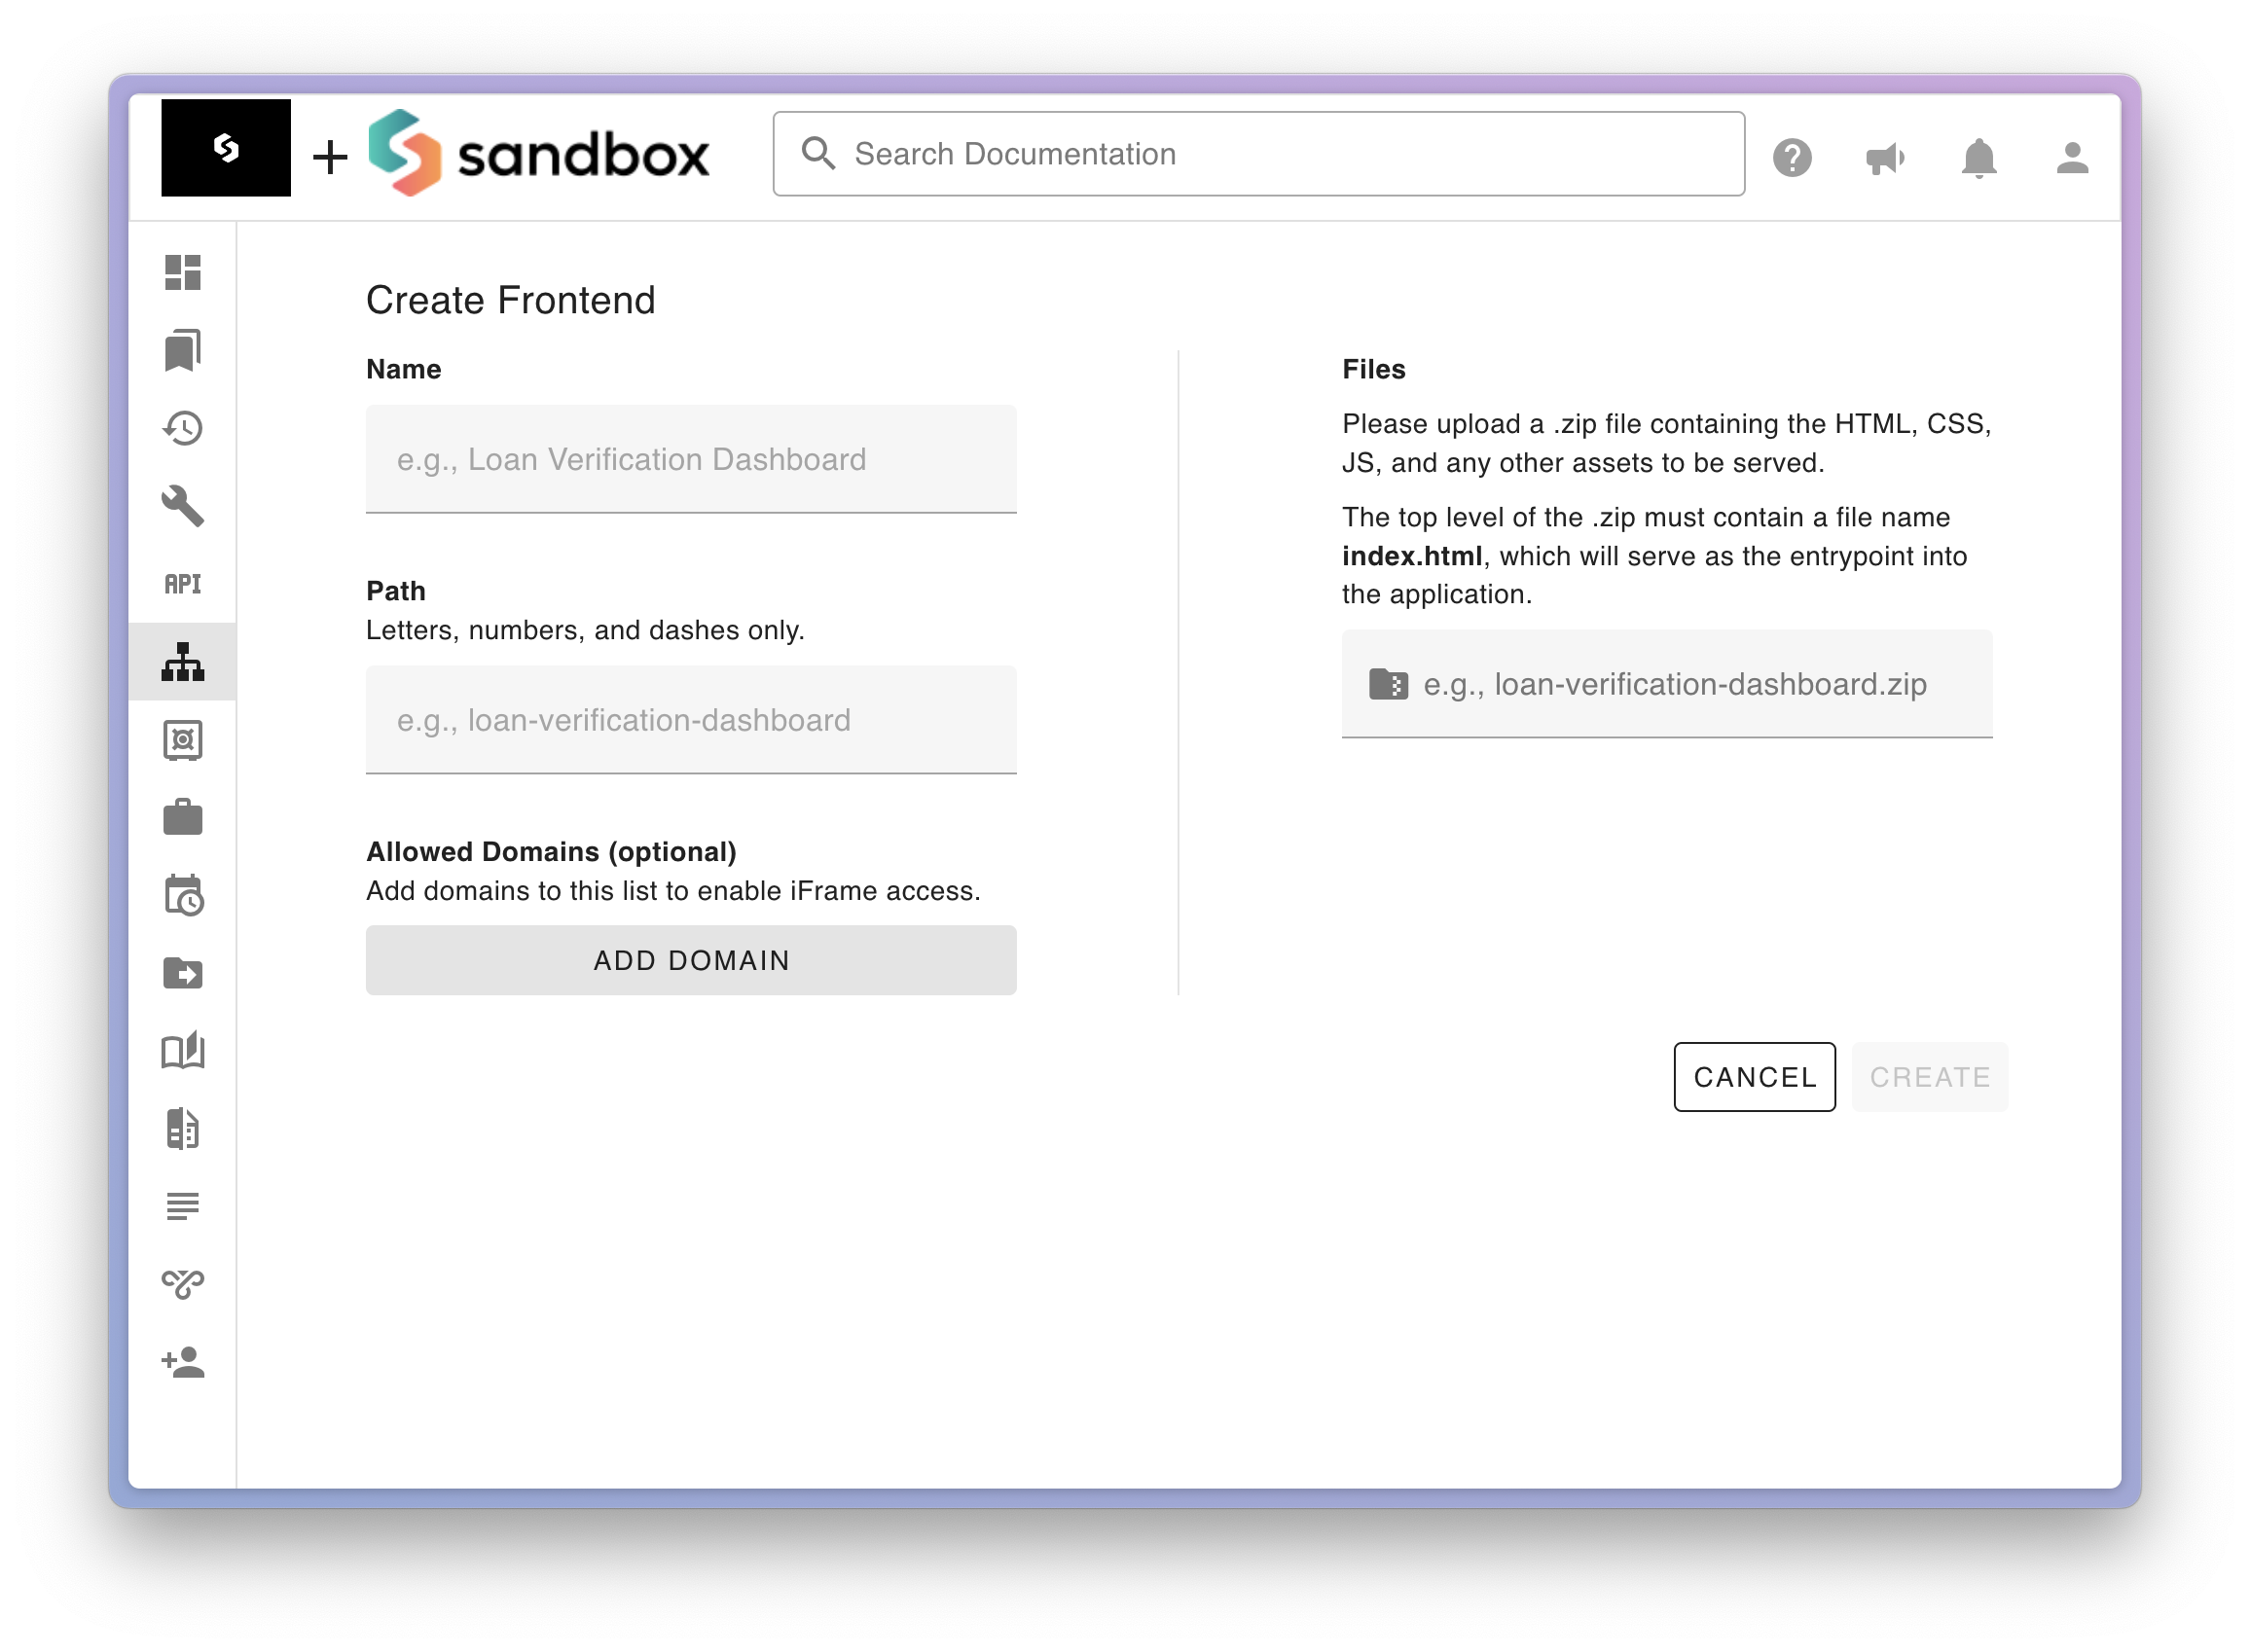 sandbox
Search Documentation
API
Create Frontend
Name
e.g., Loan Verification Dashboard
Path
Letters, numbers, and dashes only.
e.g., loan-verification-dashboard
Allowed Domains (optional)
Add domains to this list to enable iFrame access.
ADD DOMAIN
Files
Please upload a .zip file containing the HTML, CSS,
JS, and any other assets to be served.
The top level of the .zip must contain a file name
index.html, which will serve as the entrypoint into
the application.
e.g., loan-verification-dashboard.zip
CANCEL
CREATE